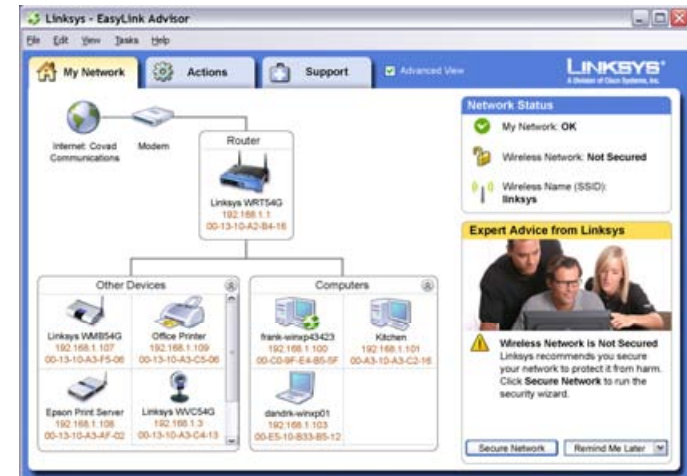 Linksys - EasyLink Advisor
File Edit View Tasks Help
My Network
Actions
Support
Advanced View
LINKSYS®
A Division of Cisco Systems, Inc.
Internet: Covad
Communications
Modem
Router
Linksys WRT54G
192.168.1.1
00-13-10-A2-B4-16
Other Devices
Linksys WMB54G
192.168.1.107
00-13-10-A3-F5-06
Office Printer
192.168.1.109
00-13-10-A3-C5-06
Epson Print Server
192.168.1.108
00-13-10-A3-AF-02
Linksys WVC54G
192.168.1.3
00-13-10-A3-C4-13
Computers
frank-winxp43423
192.168.1.100
00-C0-9F-E4-B5-5F
Kitchen
192.168.1.101
00-A3-10-A3-C2-16
dandrk-winxp01
192.168.1.103
00-E5-10-B33-B5-12
Network Status
My Network: OK
Wireless Network: Not Secured
Wireless Name (SSID):
linksys
Expert Advice from Linksys
Wireless Network is Not Secured
Linksys recommends you secure
your network to protect it from harm.
Click Secure Network to run the
security wizard.
Secure Network
Remind Me Later